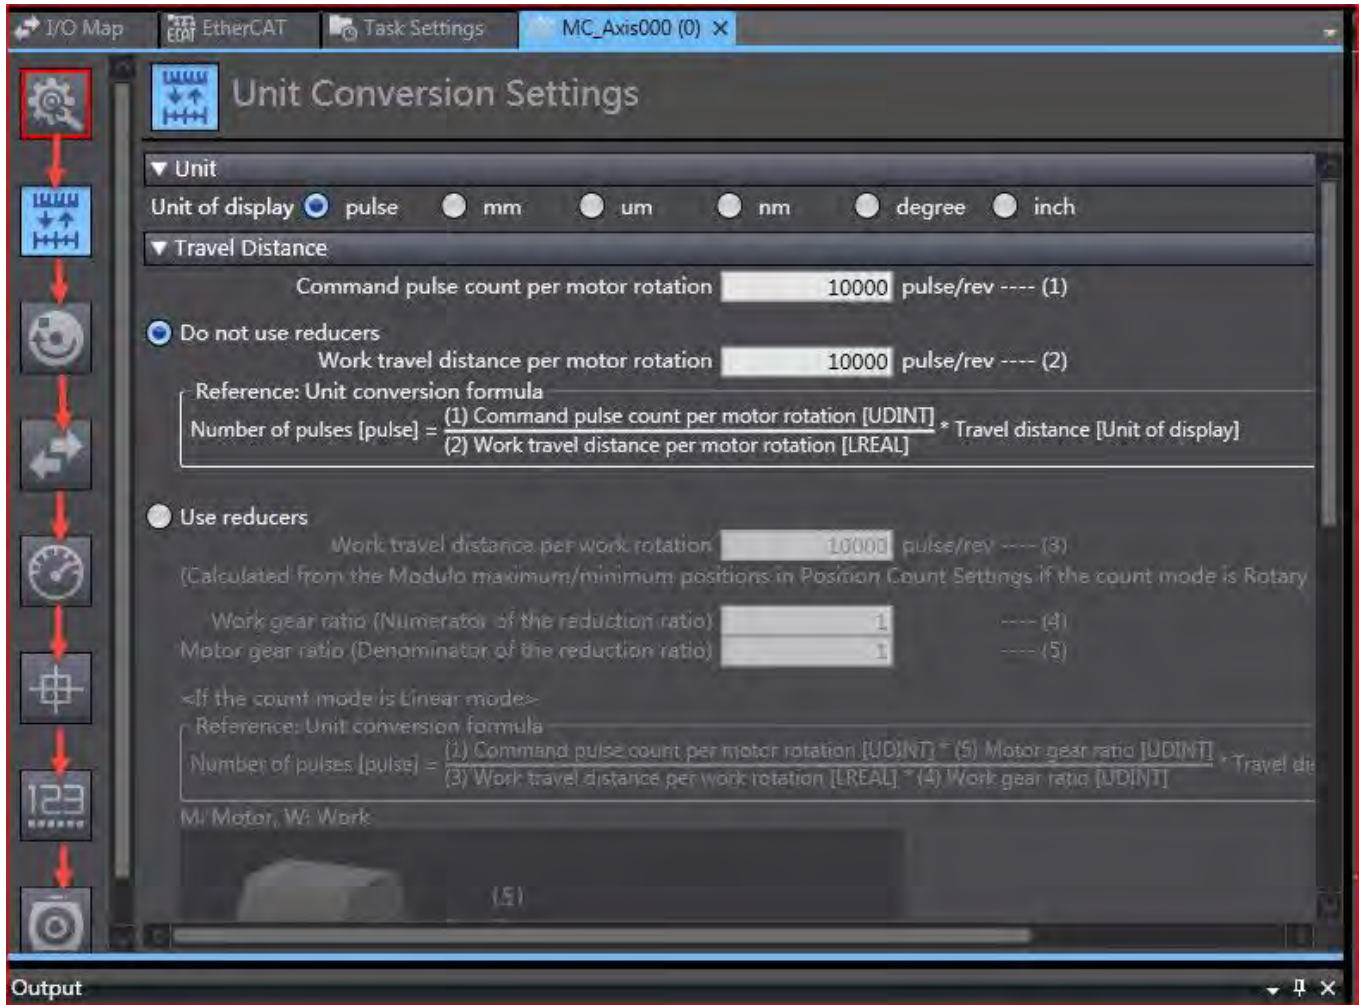 I/O Map
EtherCAT
Task Settings
MC_Axis000 (0) ×
Unit Conversion Settings
▼ Unit
Unit of display pulse mm um nm degree inch
▼ Travel Distance
Command pulse count per motor rotation 10000 pulse/rev ---- (1)
Do not use reducers
Work travel distance per motor rotation 10000 pulse/rev ---- (2)
Reference: Unit conversion formula
(1) Command pulse count per motor rotation [UDINT]
Number of pulses [pulse] = * Travel distance [Unit of display]
(2) Work travel distance per motor rotation [LREAL]
Use reducers
Work travel distance per work rotation 10000 pulse/rev ---- (3)
(Calculated from the Modulo maximum/minimum positions in Position Count Settings if the count mode is Rotary
Work gear ratio (Numerator of the reduction ratio) 1 ---- (4)
Motor gear ratio (Denominator of the reduction ratio) 1 ---- (5)
<If the count mode is Linear mode>
Reference: Unit conversion formula
(1) Command pulse count per motor rotation [UDINT] * (5) Motor gear ratio [UDINT]
Number of pulses [pulse] = * Travel dis
(3) Work travel distance per work rotation [LREAL] * (4) Work gear ratio [UDINT]
M: Motor, W: Work
(5)
123
Output